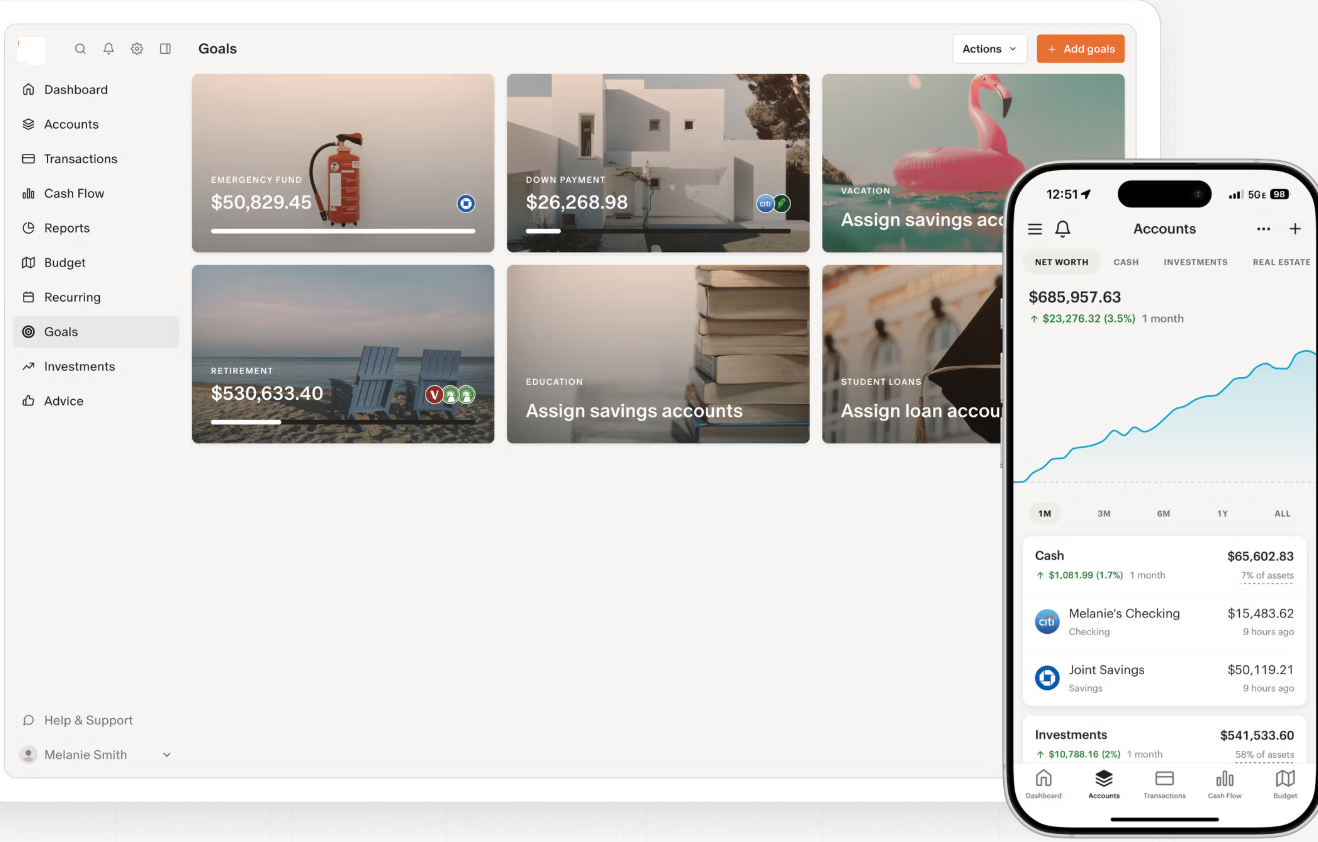 Goals
Actions
+ Add goals
Dashboard
Accounts
Transactions
Cash Flow
Reports
Budget
Recurring
Goals
Investments
Advice
Help & Support
Melanie Smith
EMERGENCY FUND
$50,829.45
DOWN PAYMENT
$26,268.98
citi
VACATION
Assign savings acc
RETIREMENT
$530,633.40
V
EDUCATION
Assign savings accounts
STUDENT LOANS
Assign loan accou
12:51
5GE 98
Accounts
NET WORTH CASH INVESTMENTS REAL ESTATE
$685,957.63
↑ $23,276.32 (3.5%) 1 month
1M 3M 6M 1Y ALL
Cash $65,602.83
↑ $1,081.99 (1.7%) 1 month 7% of assets
citi
Melanie's Checking $15,483.62
Checking 9 hours ago
Joint Savings $50,119.21
Savings 9 hours ago
Investments $541,533.60
↑ $10,788.16 (2%) 1 month 58% of assets
Dashboard Accounts Transactions Cash Flow Budget